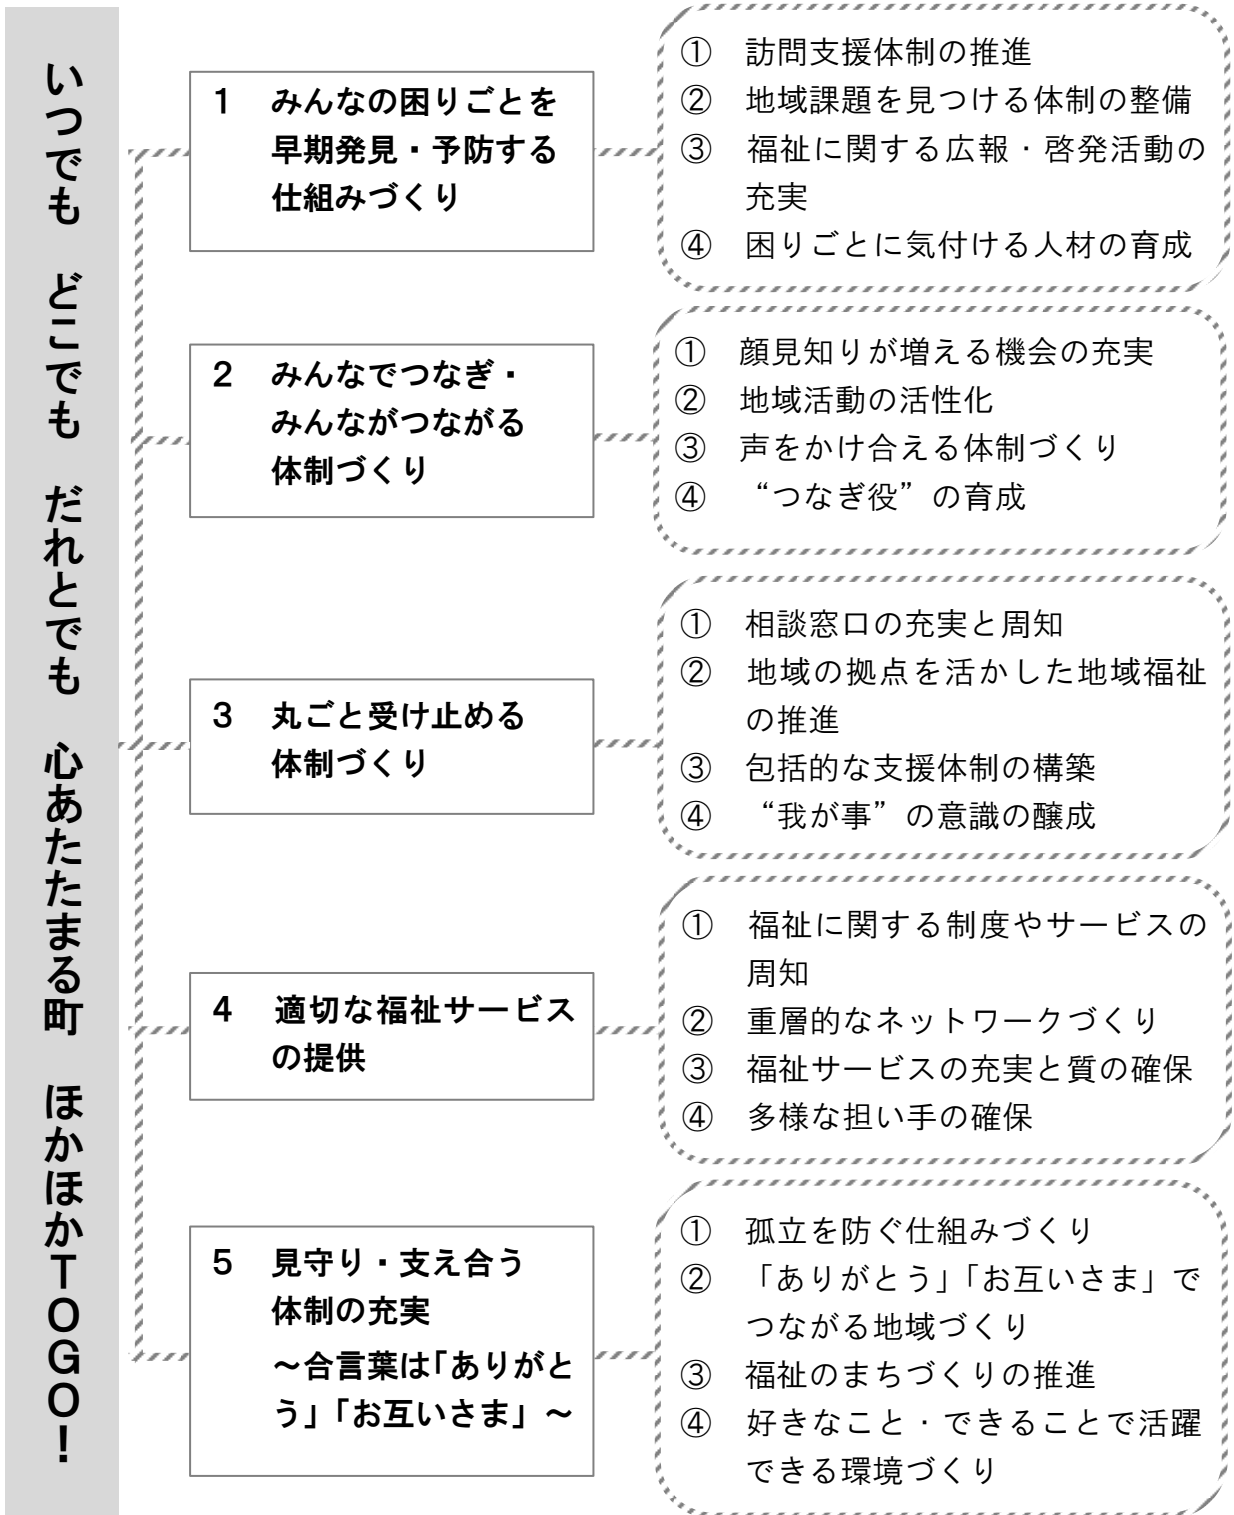 いつでも　どこでも　だれとでも　心あたたまる町　ほかほかＴＯＧＯ！
１　みんなの困りごとを
早期発見・予防する
仕組みづくり
①　訪問支援体制の推進
②　地域課題を見つける体制の整備
③　福祉に関する広報・啓発活動の
充実
④　困りごとに気付ける人材の育成
２　みんなでつなぎ・
みんながつながる
体制づくり
①　顔見知りが増える機会の充実
②　地域活動の活性化
③　声をかけ合える体制づくり
④　“つなぎ役”の育成
３　丸ごと受け止める
体制づくり
①　相談窓口の充実と周知
②　地域の拠点を活かした地域福祉
の推進
③　包括的な支援体制の構築
④　“我が事”の意識の醸成
４　適切な福祉サービス
の提供
①　福祉に関する制度やサービスの
周知
②　重層的なネットワークづくり
③　福祉サービスの充実と質の確保
④　多様な担い手の確保
５　見守り・支え合う
体制の充実
～合言葉は「ありがと
う」「お互いさま」～
①　孤立を防ぐ仕組みづくり
②　「ありがとう」「お互いさま」で
つながる地域づくり
③　福祉のまちづくりの推進
④　好きなこと・できることで活躍
できる環境づくり